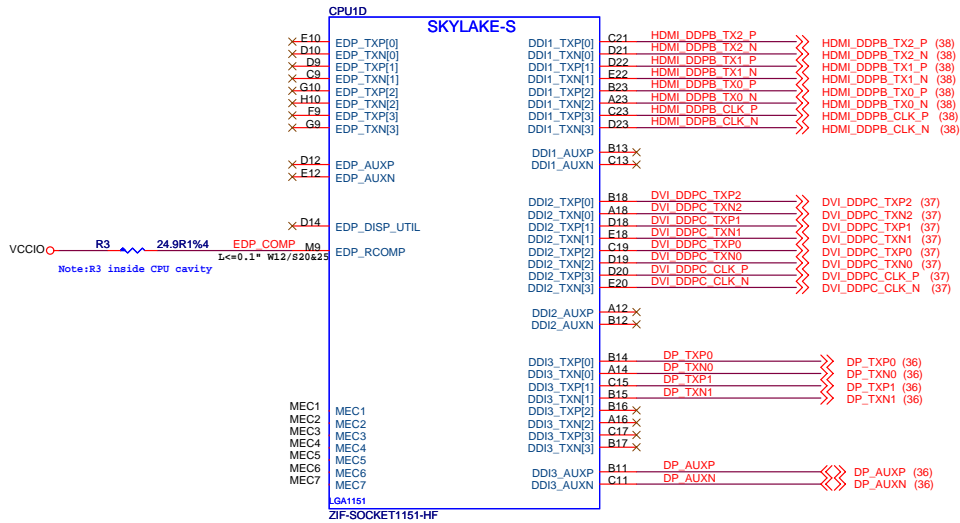 CPU1D
SKYLAKE-S
E10 EDP_TXP[0] DDI1_TXP[0] C21 HDMI_DDPB_TX2_P HDMI_DDPB_TX2_P (38)
D10 EDP_TXN[0] DDI1_TXN[0] D21 HDMI_DDPB_TX2_N HDMI_DDPB_TX2_N (38)
D9 EDP_TXP[1] DDI1_TXP[1] D22 HDMI_DDPB_TX1_P HDMI_DDPB_TX1_P (38)
C9 EDP_TXN[1] DDI1_TXN[1] E22 HDMI_DDPB_TX1_N HDMI_DDPB_TX1_N (38)
G10 EDP_TXP[2] DDI1_TXP[2] B23 HDMI_DDPB_TX0_P HDMI_DDPB_TX0_P (38)
H10 EDP_TXN[2] DDI1_TXN[2] A23 HDMI_DDPB_TX0_N HDMI_DDPB_TX0_N (38)
F9 EDP_TXP[3] DDI1_TXP[3] C23 HDMI_DDPB_CLK_P HDMI_DDPB_CLK_P (38)
G9 EDP_TXN[3] DDI1_TXN[3] D23 HDMI_DDPB_CLK_N HDMI_DDPB_CLK_N (38)
DDI1_AUXP B13
D12 EDP_AUXP DDI1_AUXN C13
E12 EDP_AUXN
DDI2_TXP[0] B18 DVI_DDPC_TXP2 DVI_DDPC_TXP2 (37)
DDI2_TXN[0] A18 DVI_DDPC_TXN2 DVI_DDPC_TXN2 (37)
D14 EDP_DISP_UTIL DDI2_TXP[1] D18 DVI_DDPC_TXP1 DVI_DDPC_TXP1 (37)
DDI2_TXN[1] E18 DVI_DDPC_TXN1 DVI_DDPC_TXN1 (37)
VCCIO R3 24.9R1%4 EDP_COMP M9 EDP_RCOMP DDI2_TXP[2] C19 DVI_DDPC_TXP0 DVI_DDPC_TXP0 (37)
L<=0.1" W12/S20&25 DDI2_TXN[2] D19 DVI_DDPC_TXN0 DVI_DDPC_TXN0 (37)
Note:R3 inside CPU cavity DDI2_TXP[3] D20 DVI_DDPC_CLK_P DVI_DDPC_CLK_P (37)
DDI2_TXN[3] E20 DVI_DDPC_CLK_N DVI_DDPC_CLK_N (37)
DDI2_AUXP A12
DDI2_AUXN B12
DDI3_TXP[0] B14 DP_TXP0 DP_TXP0 (36)
DDI3_TXN[0] A14 DP_TXN0 DP_TXN0 (36)
DDI3_TXP[1] C15 DP_TXP1 DP_TXP1 (36)
DDI3_TXN[1] B15 DP_TXN1 DP_TXN1 (36)
MEC1 MEC1 DDI3_TXP[2] B16
MEC2 MEC2 DDI3_TXN[2] A16
MEC3 MEC3 DDI3_TXP[3] C17
MEC4 MEC4 DDI3_TXN[3] B17
MEC5 MEC5
MEC6 MEC6 DDI3_AUXP B11 DP_AUXP DP_AUXP (36)
MEC7 MEC7 DDI3_AUXN C11 DP_AUXN DP_AUXN (36)
LGA1151
ZIF-SOCKET1151-HF